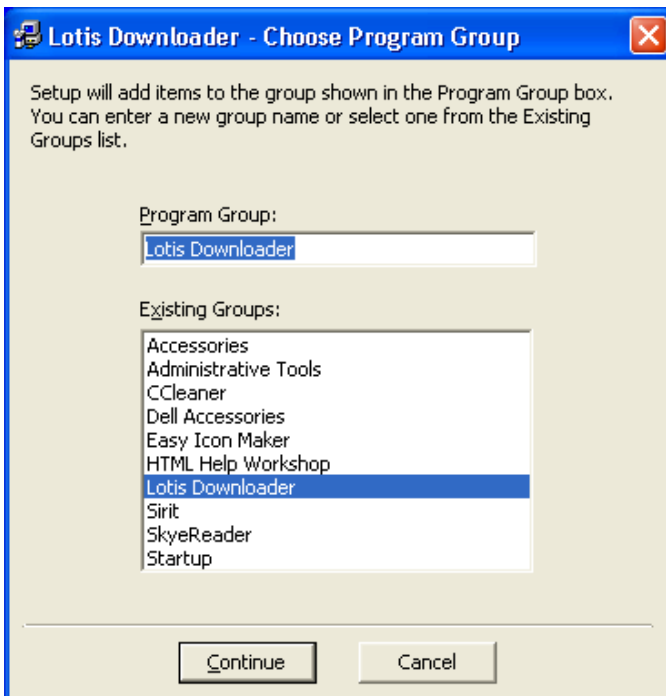 Lotis Downloader - Choose Program Group
Setup will add items to the group shown in the Program Group box.
You can enter a new group name or select one from the Existing
Groups list.
Program Group:
Lotis Downloader
Existing Groups:
Accessories
Administrative Tools
CCleaner
Dell Accessories
Easy Icon Maker
HTML Help Workshop
Lotis Downloader
Sirit
SkyeReader
Startup
Continue
Cancel